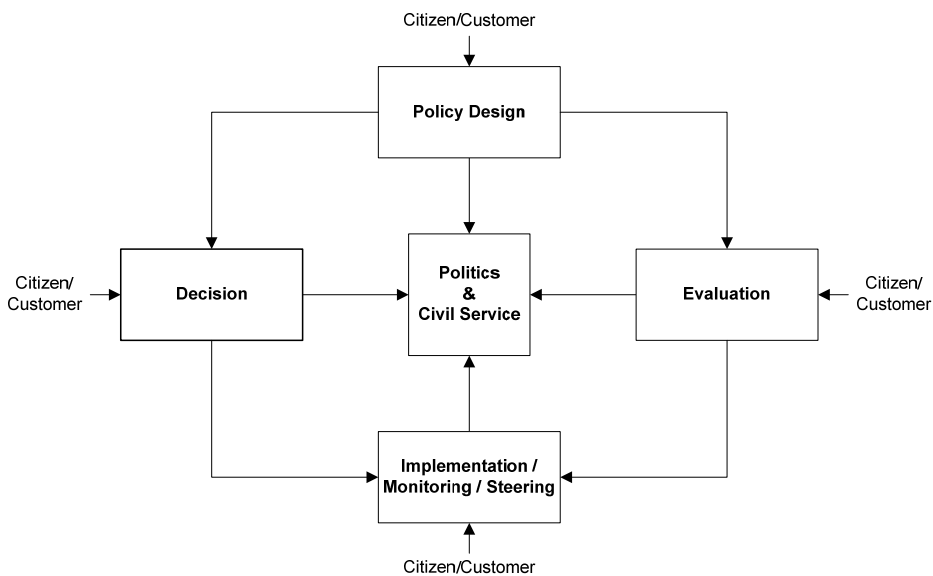 Citizen/Customer
Policy Design
Citizen/
Customer
Decision
Politics
&
Civil Service
Evaluation
Citizen/
Customer
Implementation /
Monitoring / Steering
Citizen/Customer